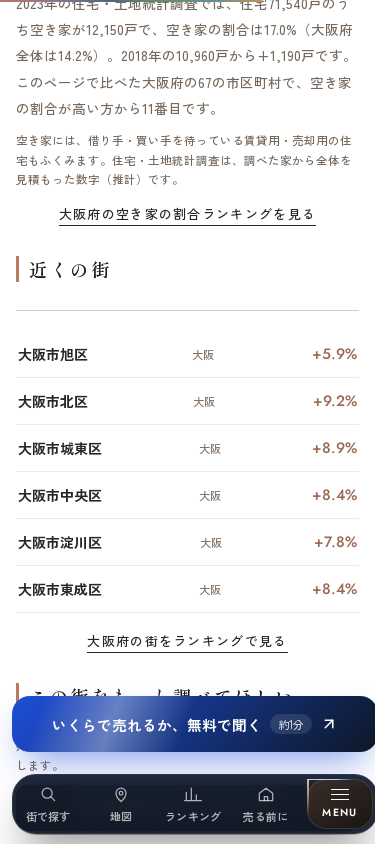 2023年の住宅・土地統計調査では、住宅71,540戸のう
ち空き家が12,150戸で、空き家の割合は17.0%（大阪府
全体は14.2%）。2018年の10,960戸から+1,190戸です。
このページで比べた大阪府の67の市区町村で、空き家
の割合が高い方から11番目です。
空き家には、借り手・買い手を待っている賃貸用・売却用の住
宅もふくみます。住宅・土地統計調査は、調べた家から全体を
見積もった数字（推計）です。
大阪府の空き家の割合ランキングを見る
近くの街
大阪市旭区 大阪 +5.9%
大阪市北区 大阪 +9.2%
大阪市城東区 大阪 +8.9%
大阪市中央区 大阪 +8.4%
大阪市淀川区 大阪 +7.8%
大阪市東成区 大阪 +8.4%
大阪府の街をランキングで見る
いくらで売れるか、無料で聞く 約1分
します。
街で探す 地図 ランキング 売る前に MENU